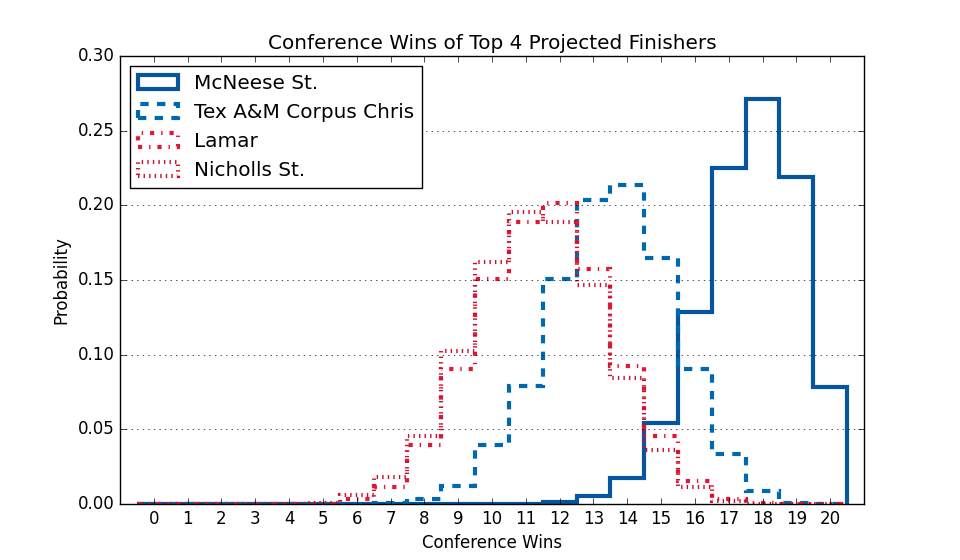 Conference Wins of Top 4 Projected Finishers
McNeese St.
Tex A&M Corpus Chris
Lamar
Nicholls St.
Probability
0.30
0.25
0.20
0.15
0.10
0.05
0.00
0 1 2 3 4 5 6 7 8 9 10 11 12 13 14 15 16 17 18 19 20
Conference Wins